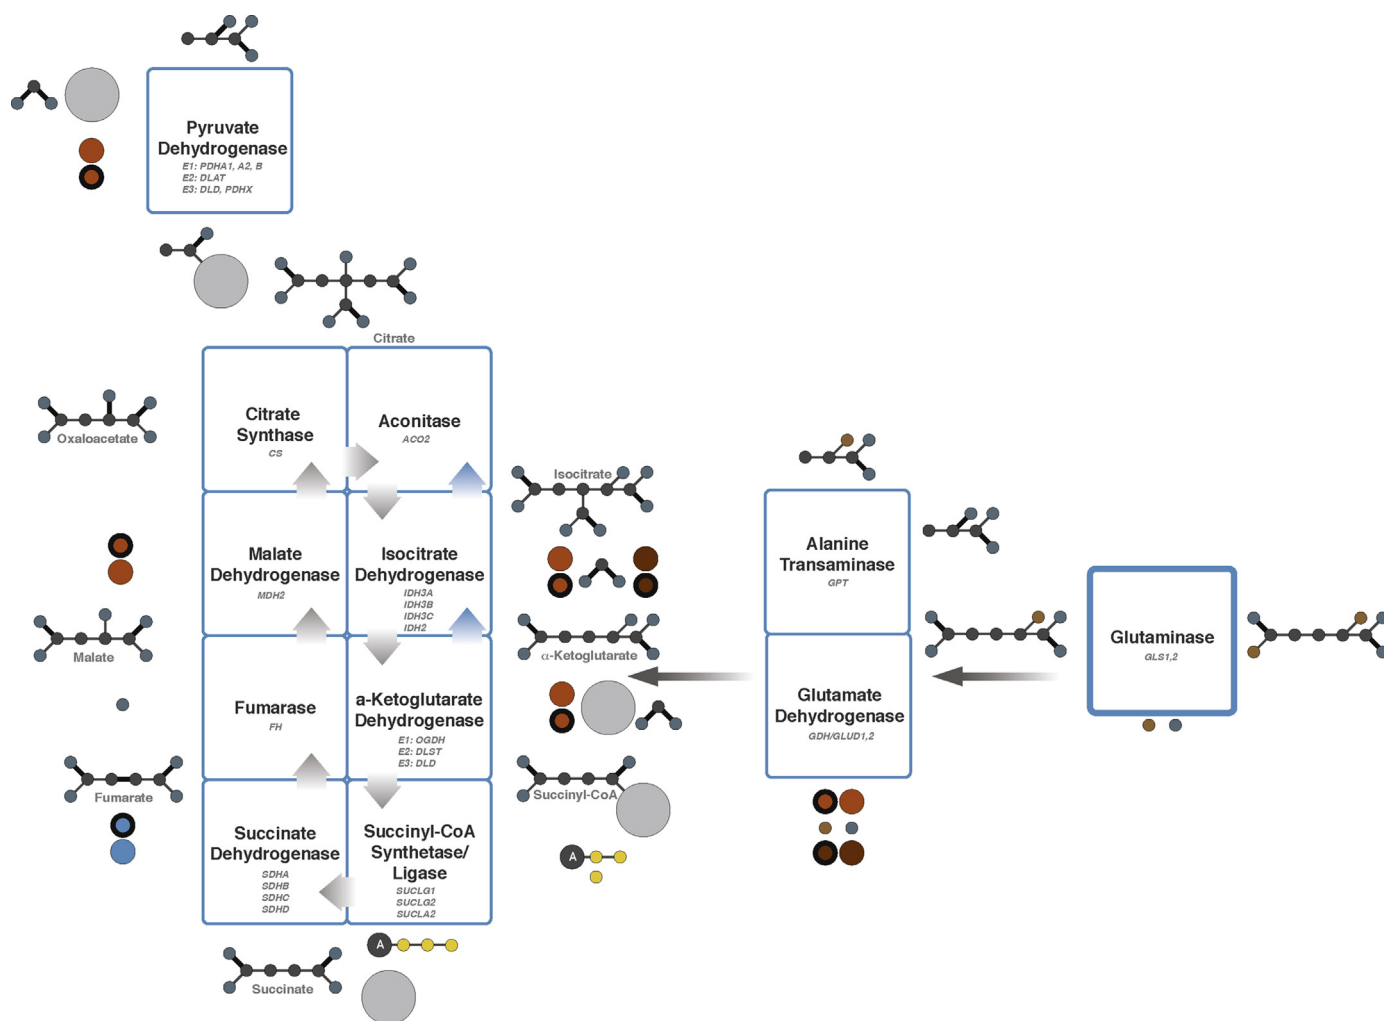 Pyruvate
Dehydrogenase
E1: PDHA1, A2, B
E2: DLAT
E3: DLD, PDHX
Citrate
Citrate
Synthase
CS
Aconitase
ACO2
Oxaloacetate
Isocitrate
Malate
Dehydrogenase
MDH2
Isocitrate
Dehydrogenase
IDH3A
IDH3B
IDH3C
IDH2
Alanine
Transaminase
GPT
Glutaminase
GLS1,2
Malate
α-Ketoglutarate
Fumarase
FH
a-Ketoglutarate
Dehydrogenase
E1: OGDH
E2: DLST
E3: DLD
Glutamate
Dehydrogenase
GDH/GLUD1,2
Fumarate
Succinyl-CoA
Succinate
Dehydrogenase
SDHA
SDHB
SDHC
SDHD
Succinyl-CoA
Synthetase/
Ligase
SUCLG1
SUCLG2
SUCLA2
A
A
Succinate